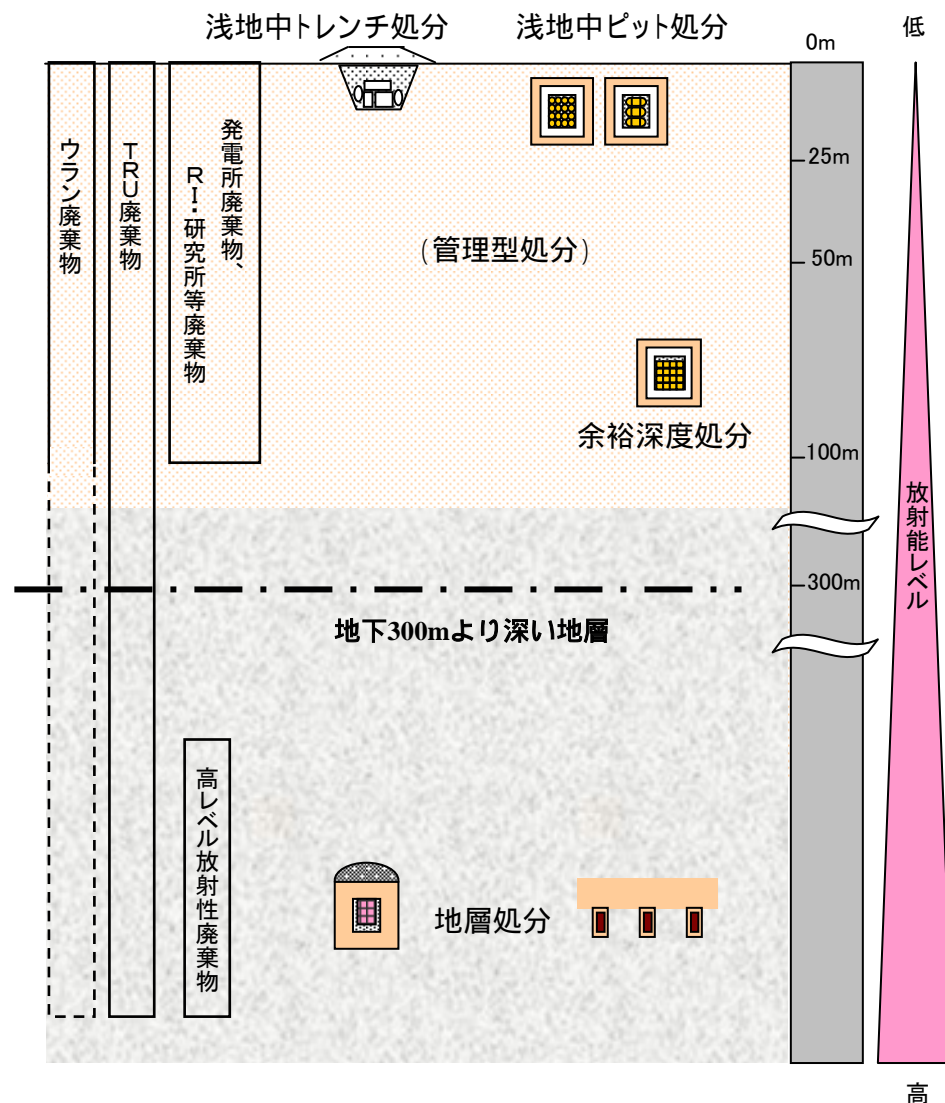 浅地中トレンチ処分
浅地中ピット処分
0m
低
ウラン廃棄物
TRU廃棄物
発電所廃棄物、
RI・研究所等廃棄物
25m
(管理型処分)
50m
余裕深度処分
100m
放射能レベル
300m
地下300mより深い地層
高レベル放射性廃棄物
地層処分
高